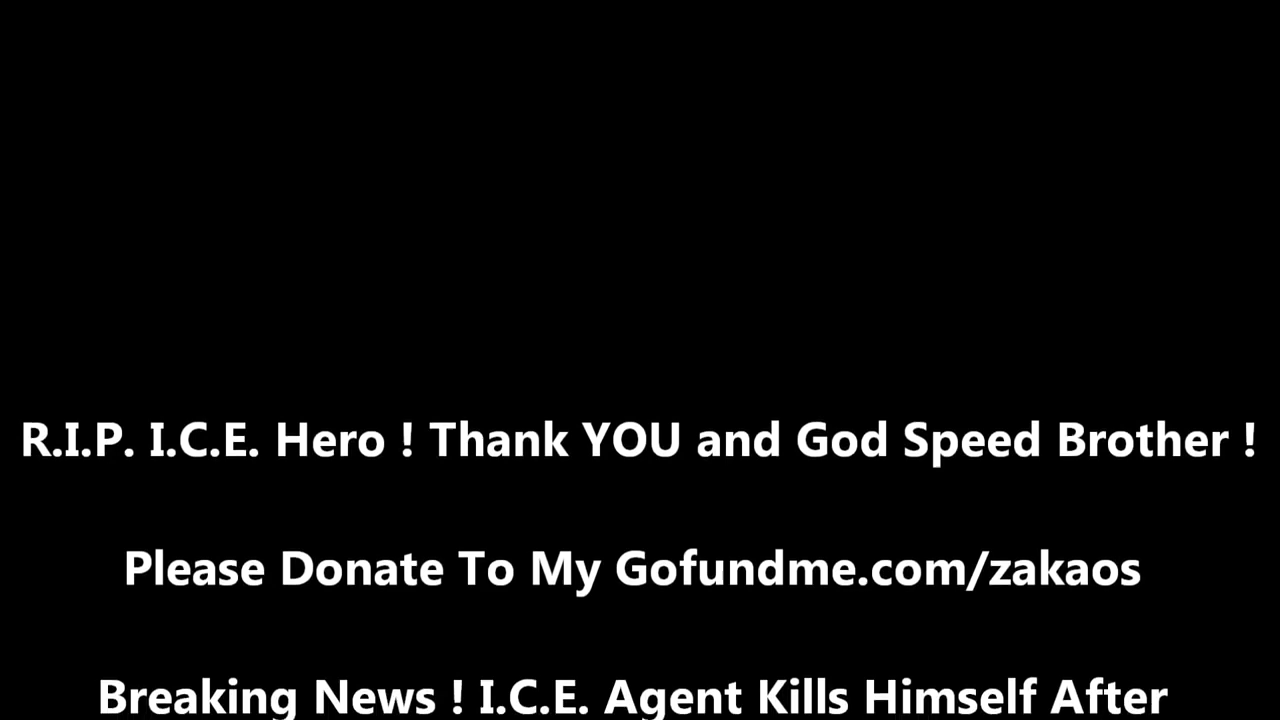 R.I.P. I.C.E. Hero ! Thank YOU and God Speed Brother !
Please Donate To My Gofundme.com/zakaos
Breaking News ! I.C.E. Agent Kills Himself After